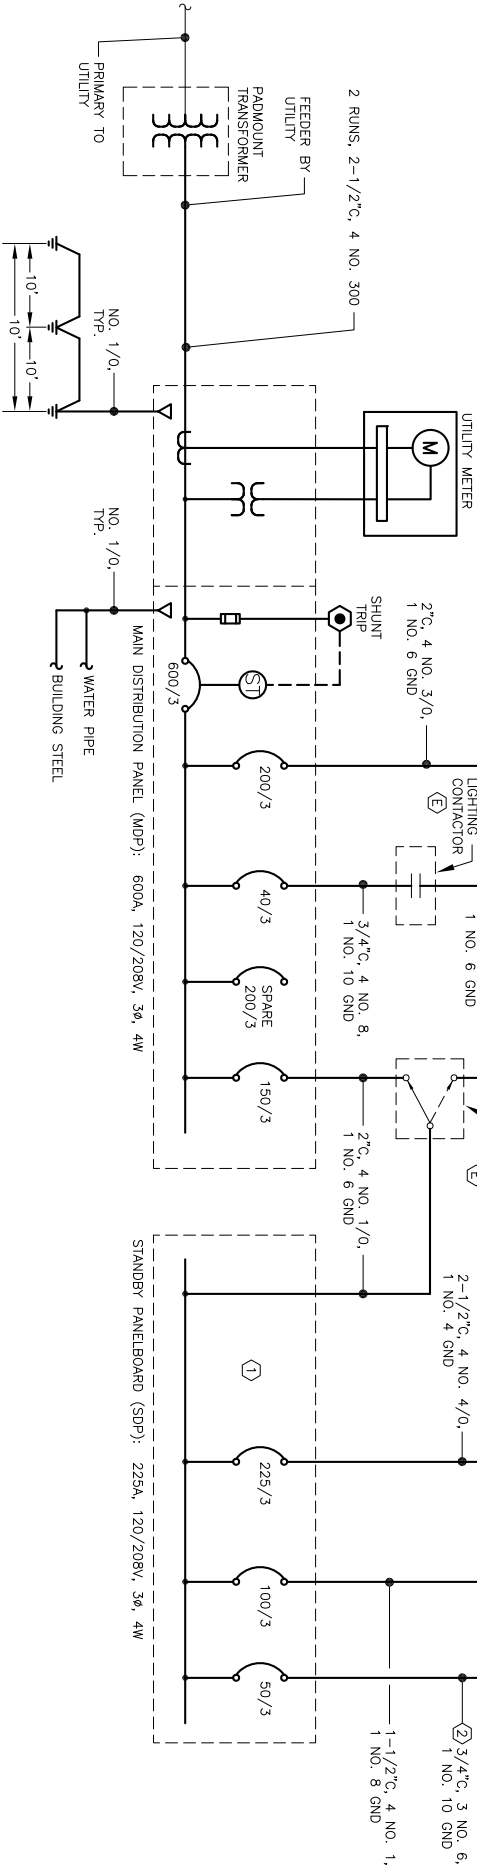 PRIMARY TO
UTILITY
PADMOUNT
TRANSFORMER
FEEDER BY
UTILITY
2 RUNS, 2-1/2"C, 4 NO. 300
10'
10'
10'
NO. 1/0,
TYP.
UTILITY METER
M
NO. 1/0,
TYP.
WATER PIPE
BUILDING STEEL
SHUNT
TRIP
ST
600/3
2"C, 4 NO. 3/0,
1 NO. 6 GND
200/3
LIGHTING
CONTACTOR
E
40/3
3/4"C, 4 NO. 8,
1 NO. 10 GND
1 NO. 6 GND
SPARE
200/3
150/3
2"C, 4 NO. 1/0,
1 NO. 6 GND
E
MAIN DISTRIBUTION PANEL (MDP): 600A, 120/208V, 3Ø, 4W
2-1/2"C, 4 NO. 4/0,
1 NO. 4 GND
1
225/3
100/3
50/3
1-1/2"C, 4 NO. 1,
1 NO. 8 GND
2 3/4"C, 3 NO. 6,
1 NO. 10 GND
STANDBY PANELBOARD (SDP): 225A, 120/208V, 3Ø, 4W